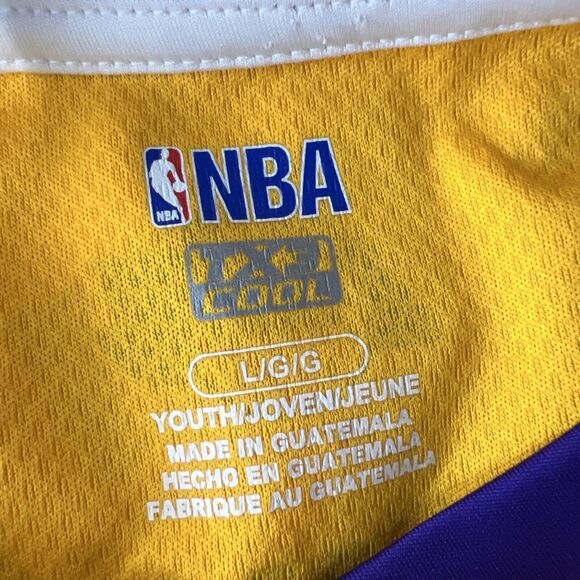 NBA
NBA
TX3
COOL
L/G/G
YOUTH/JOVEN/JEUNE
MADE IN GUATEMALA
HECHO EN GUATEMALA
FABRIQUE AU GUATEMALA